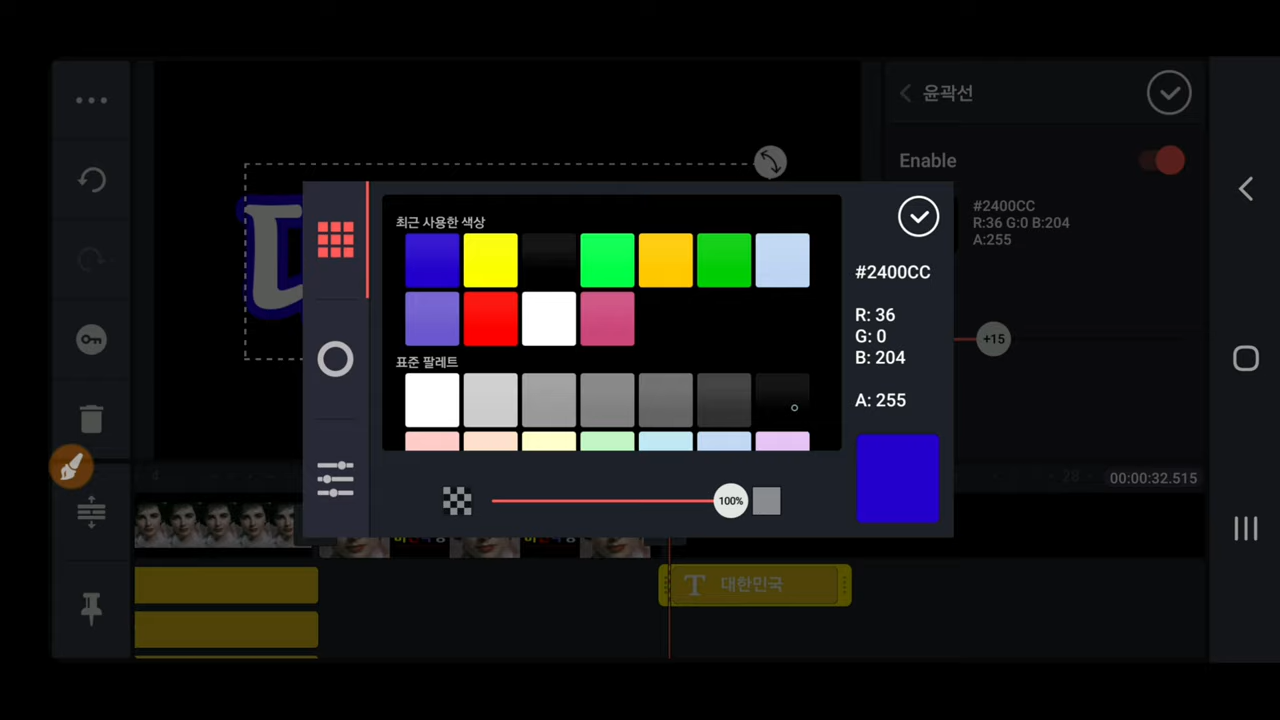 윤곽선
Enable
#2400CC
R:36 G:0 B:204
A:255
+15
최근 사용한 색상
표준 팔레트
#2400CC
R: 36
G: 0
B: 204
A: 255
100%
28
00:00:32.515
T 대한민국